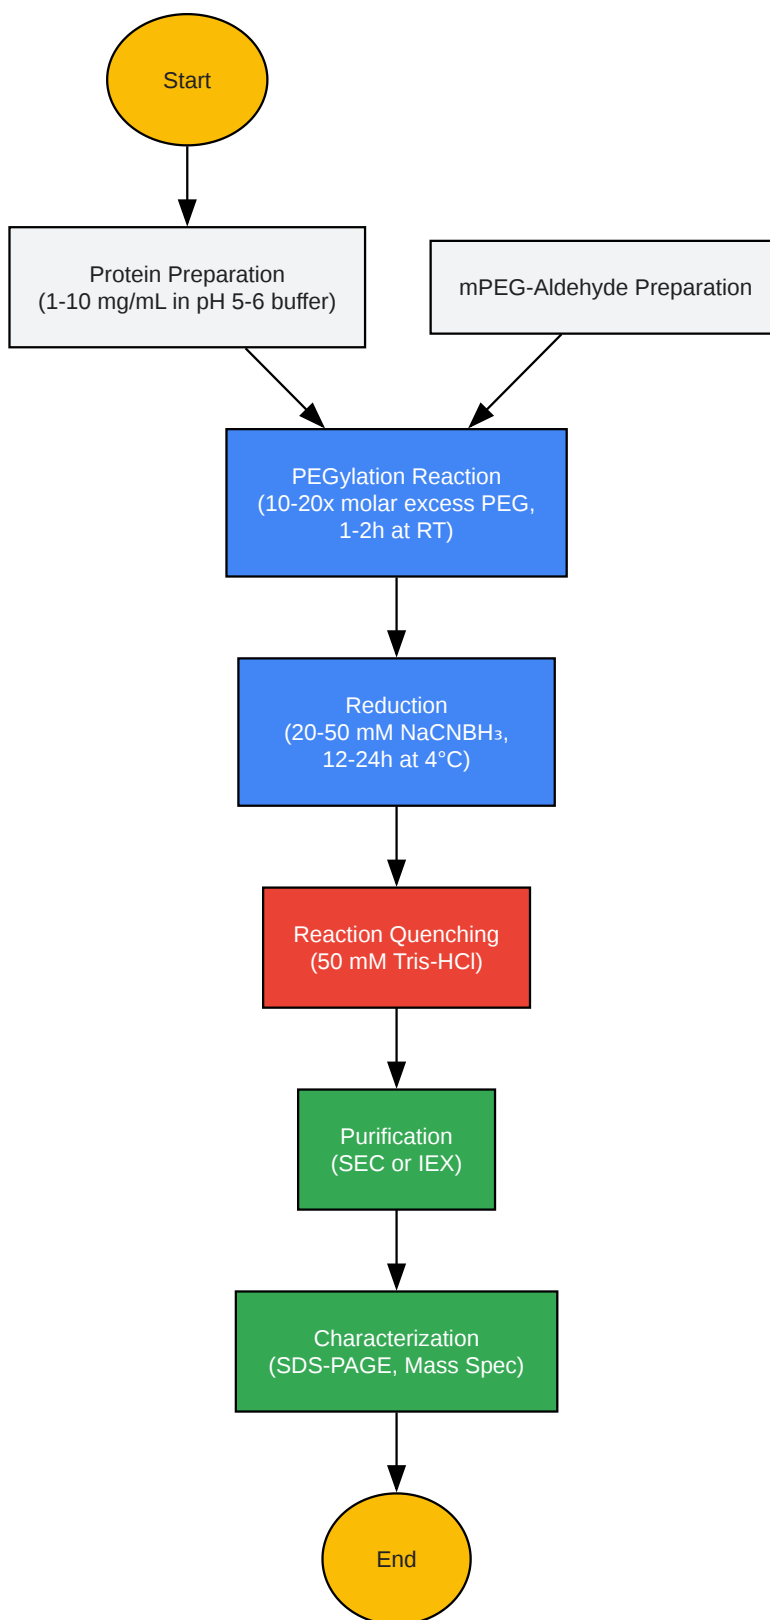 Start
Protein Preparation
(1-10 mg/mL in pH 5-6 buffer)
mPEG-Aldehyde Preparation
PEGylation Reaction
(10-20x molar excess PEG,
1-2h at RT)
Reduction
(20-50 mM NaCNBH₃,
12-24h at 4°C)
Reaction Quenching
(50 mM Tris-HCl)
Purification
(SEC or IEX)
Characterization
(SDS-PAGE, Mass Spec)
End